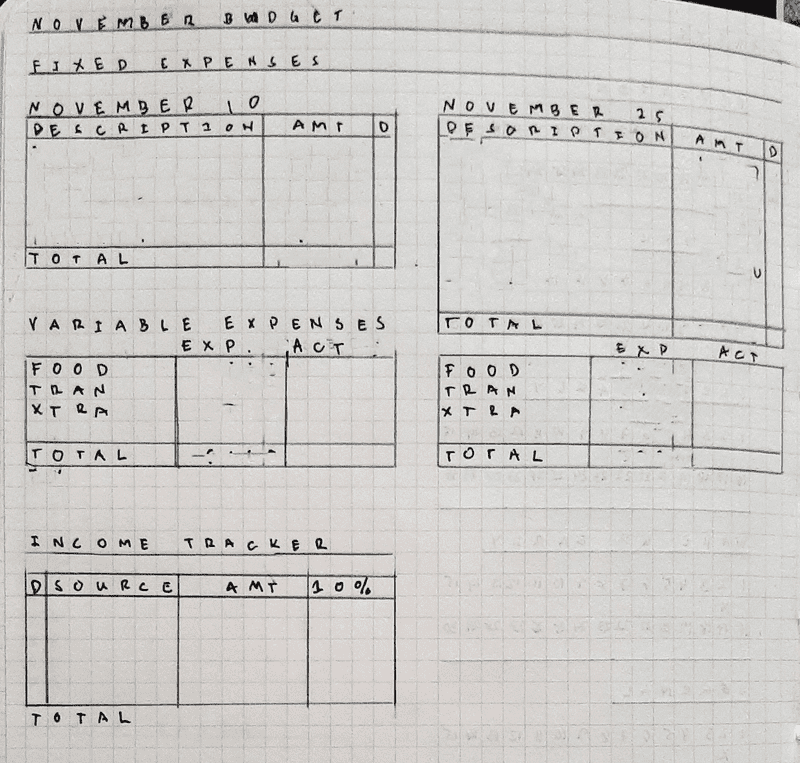 NOVEMBER BUDGET
FIXED EXPENSES
NOVEMBER 10
DESCRIPTION AMT D
TOTAL
NOVEMBER 25
DESCRIPTION AMT D
TOTAL
VARIABLE EXPENSES
EXP. ACT
FOOD
TRAN
XTRA
TOTAL
EXP ACT
FOOD
TRAN
XTRA
TOTAL
INCOME TRACKER
D SOURCE AMT 10%
TOTAL